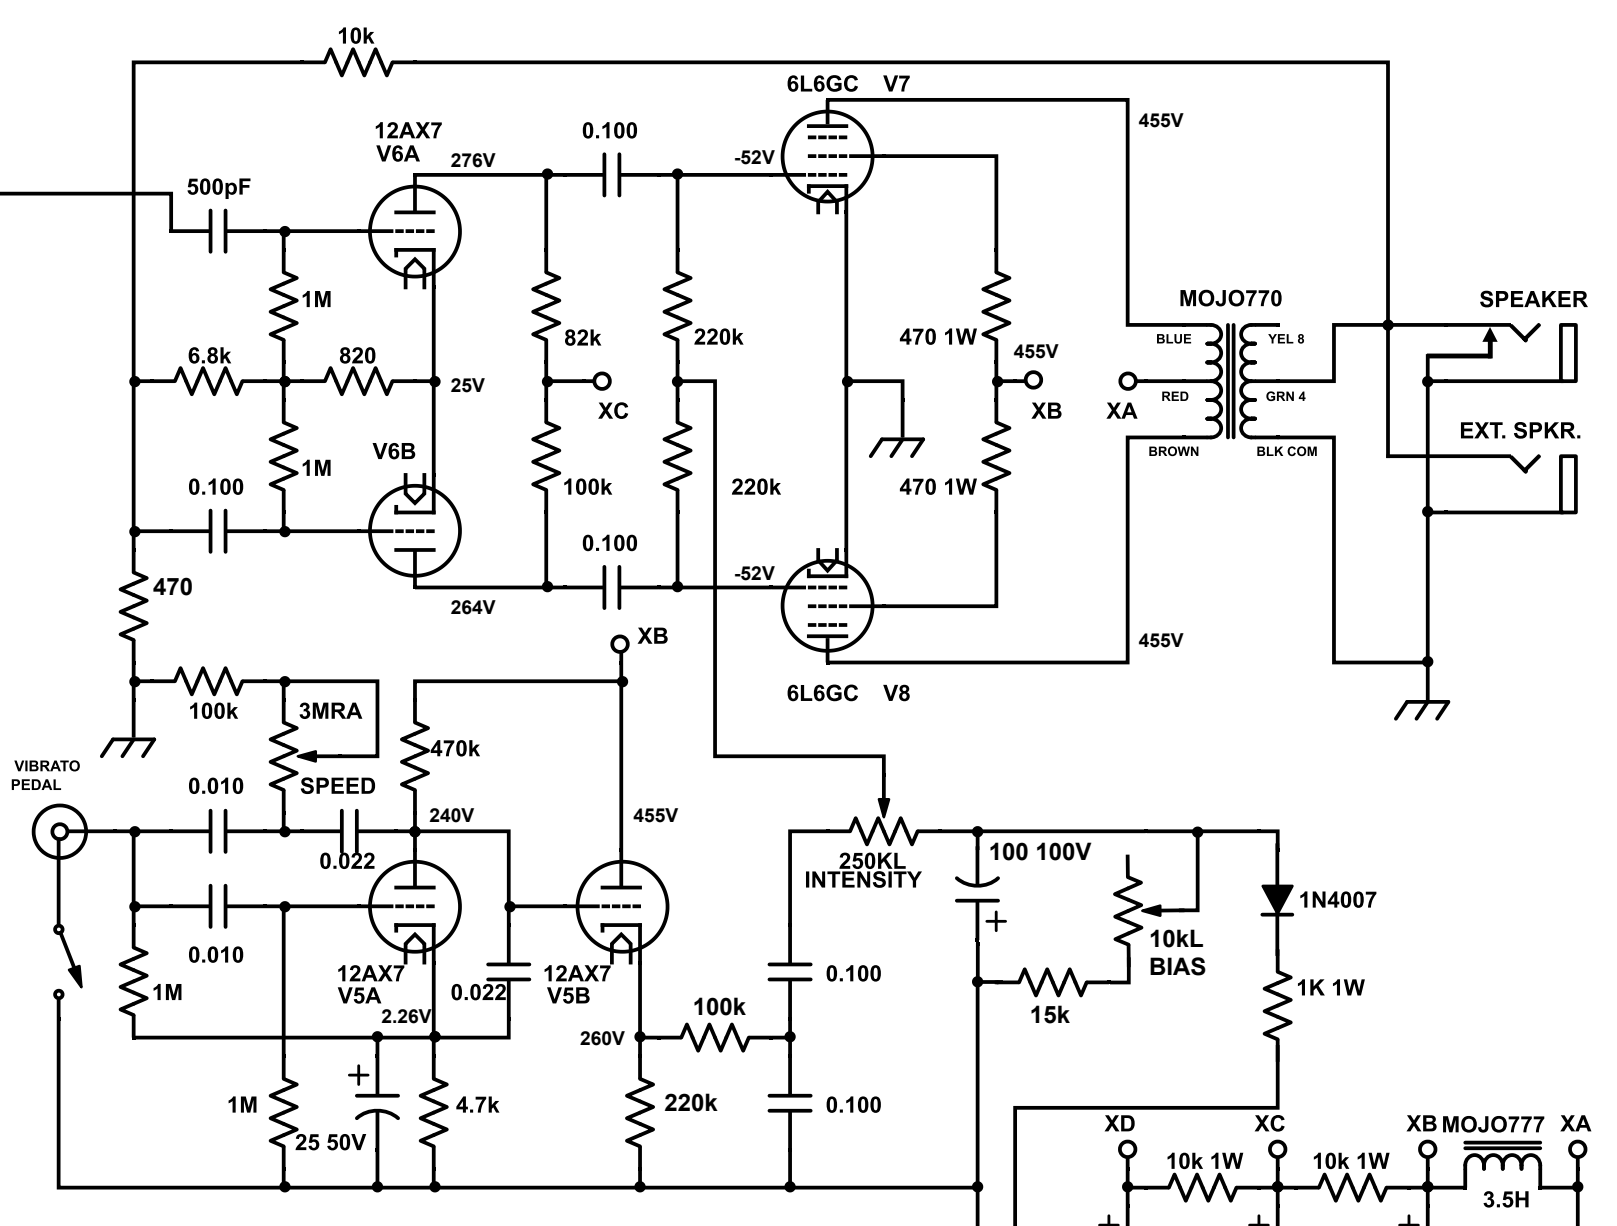 10k
6L6GC V7
455V
12AX7
V6A
276V
0.100
-52V
500pF
1M
82k
220k
470 1W
MOJO770
SPEAKER
BLUE
YEL 8
6.8k
820
25V
XC
455V
XB
XA
RED
GRN 4
1M
V6B
BROWN
BLK COM
EXT. SPKR.
0.100
100k
220k
470 1W
0.100
-52V
470
264V
XB
455V
6L6GC V8
100k
3MRA
470k
VIBRATO
PEDAL
0.010
SPEED
240V
455V
0.022
250KL
INTENSITY
100 100V
+
1N4007
10kL
BIAS
0.010
12AX7
V5A
0.022
12AX7
V5B
0.100
1M
2.26V
260V
100k
15k
1K 1W
+
1M
25 50V
4.7k
220k
0.100
XD
XC
XB
MOJO777
XA
10k 1W
10k 1W
3.5H
+
+
+